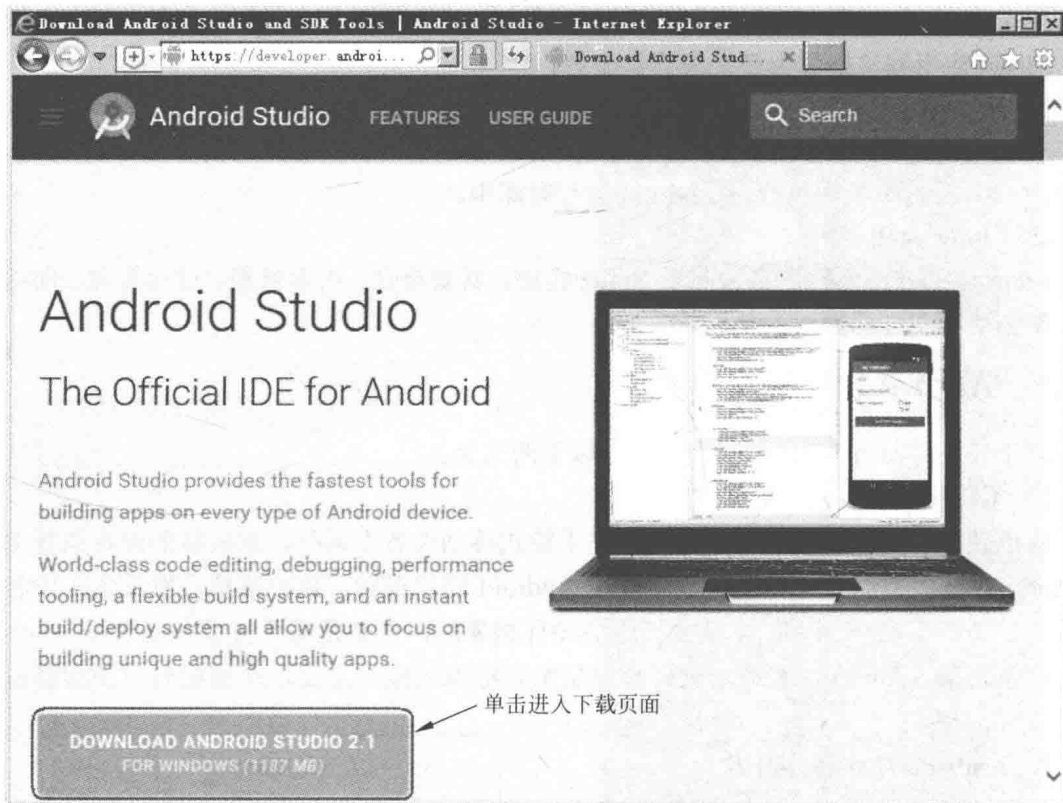 Download Android Studio and SDK Tools | Android Studio - Internet Explorer
https://developer.androi...
Download Android Stud...
Android Studio
FEATURES
USER GUIDE
Search
Android Studio
The Official IDE for Android
Android Studio provides the fastest tools for
building apps on every type of Android device.
World-class code editing, debugging, performance
tooling, a flexible build system, and an instant
build/deploy system all allow you to focus on
building unique and high quality apps.
单击进入下载页面
DOWNLOAD ANDROID STUDIO 2.1
FOR WINDOWS (1187 MB)